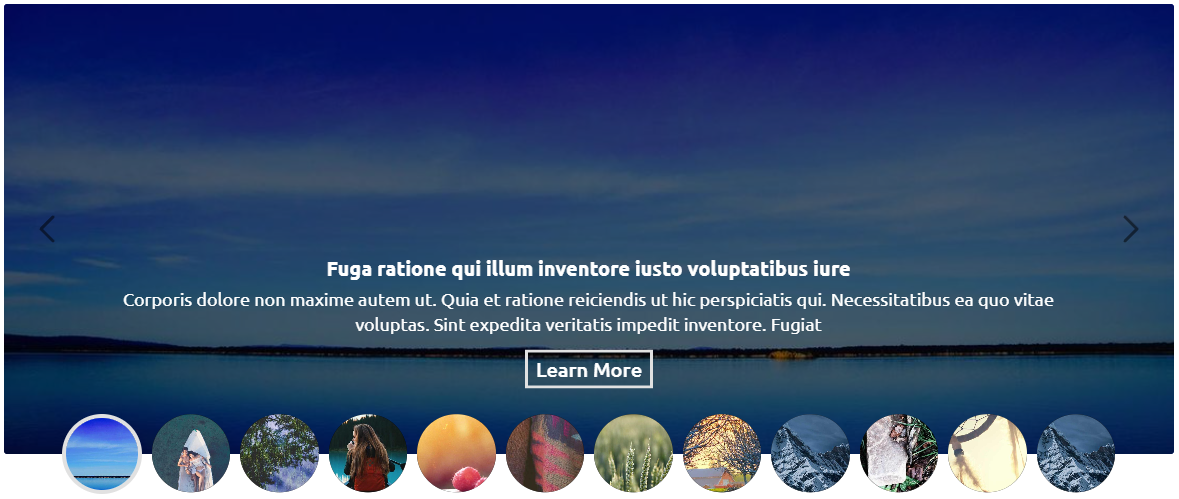 Fuga ratione qui illum inventore iusto voluptatibus iure
Corporis dolore non maxime autem ut. Quia et ratione reiciendis ut hic perspiciatis qui. Necessitatibus ea quo vitae
voluptas. Sint expedita veritatis impedit inventore. Fugiat
Learn More